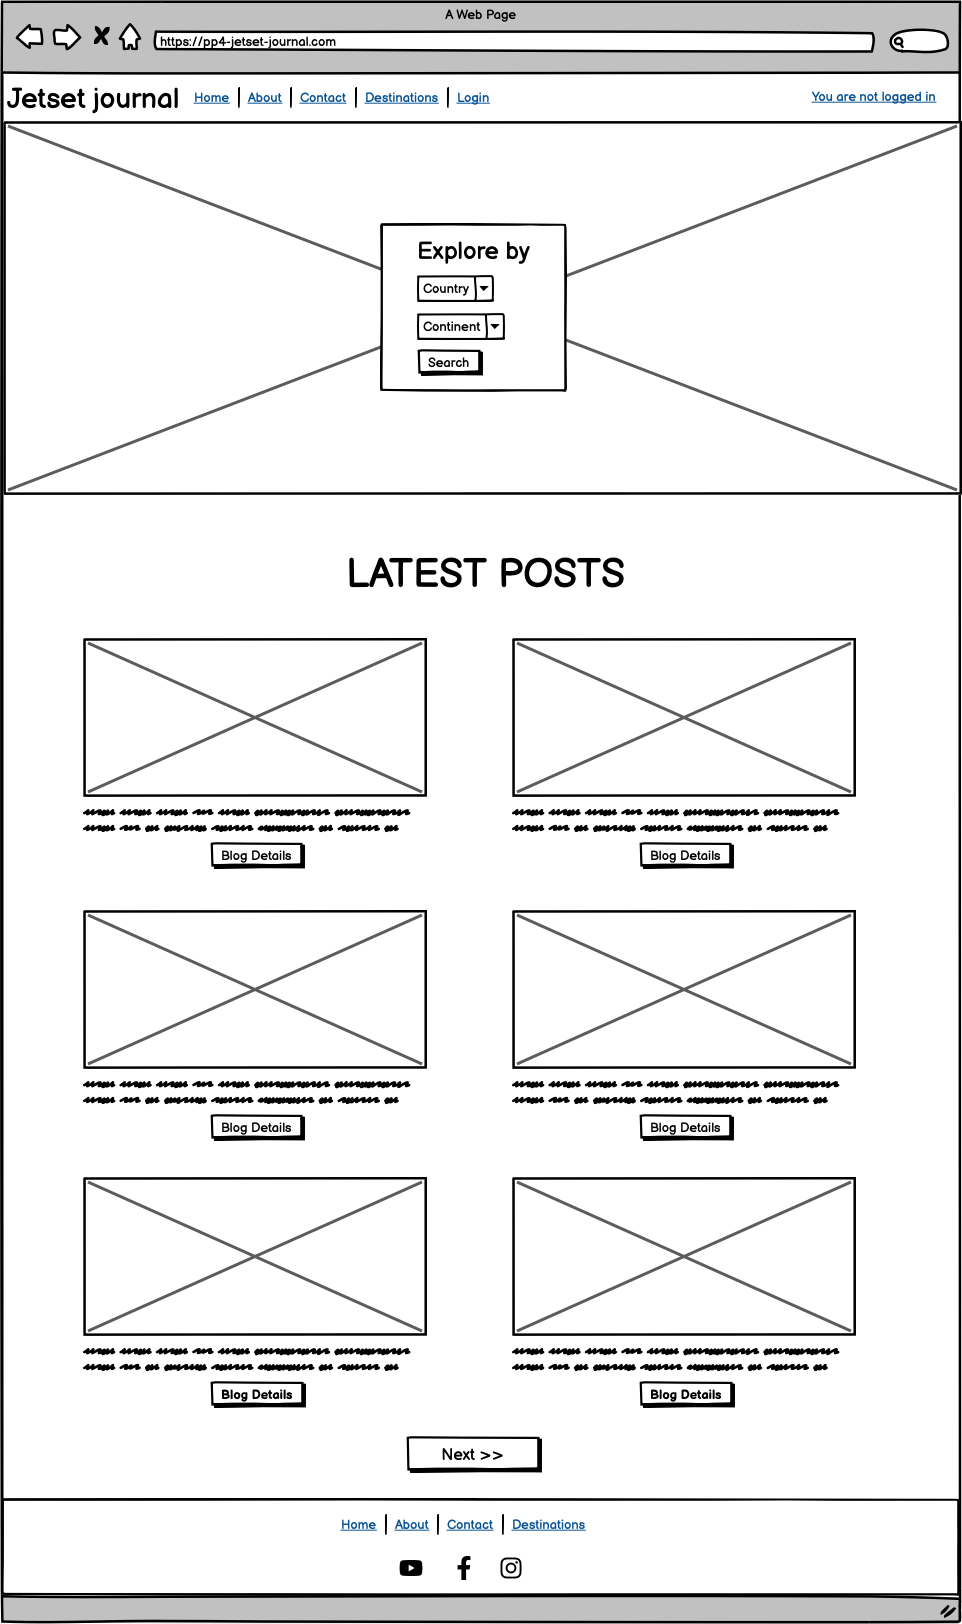 A Web Page
https://pp4-jetset-journal.com
Jetset journal Home About Contact Destinations Login You are not logged in
Explore by
Country
Continent
Search
LATEST POSTS
Blog Details Blog Details
Blog Details Blog Details
Blog Details Blog Details
Next >>
Home About Contact Destinations